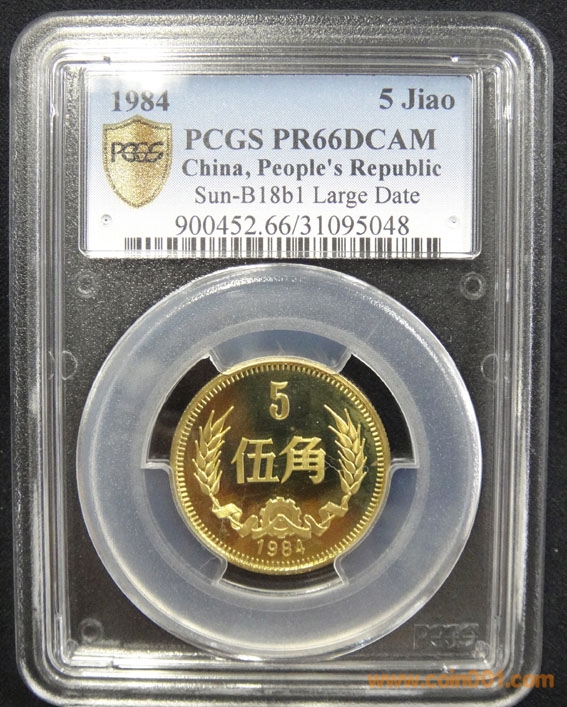 1984 5 Jiao
PCGS
PCGS PR66DCAM
China, People's Republic
Sun-B18b1 Large Date
900452.66/31095048
5
伍角
1984
PCGS
www.coin001.com